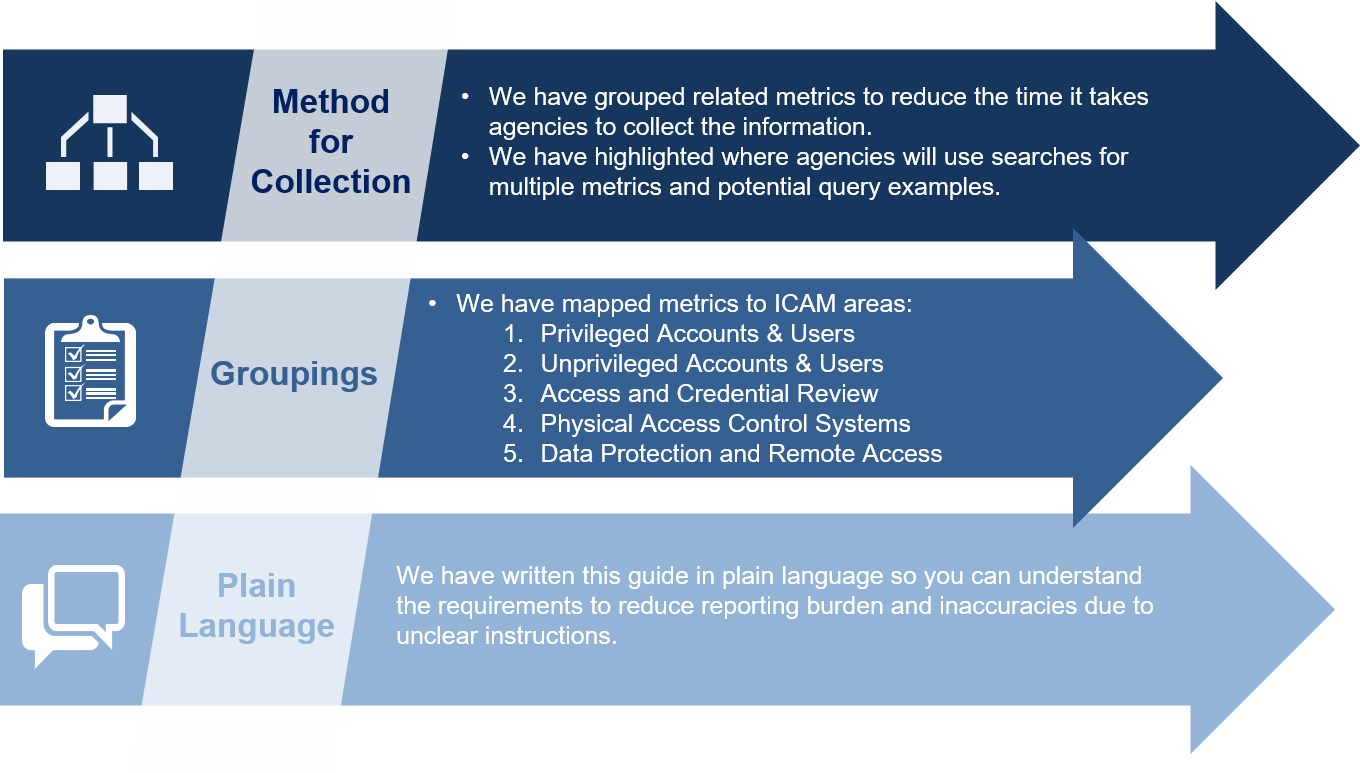 Method
for
Collection
• We have grouped related metrics to reduce the time it takes
agencies to collect the information.
• We have highlighted where agencies will use searches for
multiple metrics and potential query examples.
Groupings
• We have mapped metrics to ICAM areas:
1. Privileged Accounts & Users
2. Unprivileged Accounts & Users
3. Access and Credential Review
4. Physical Access Control Systems
5. Data Protection and Remote Access
Plain
Language
We have written this guide in plain language so you can understand
the requirements to reduce reporting burden and inaccuracies due to
unclear instructions.